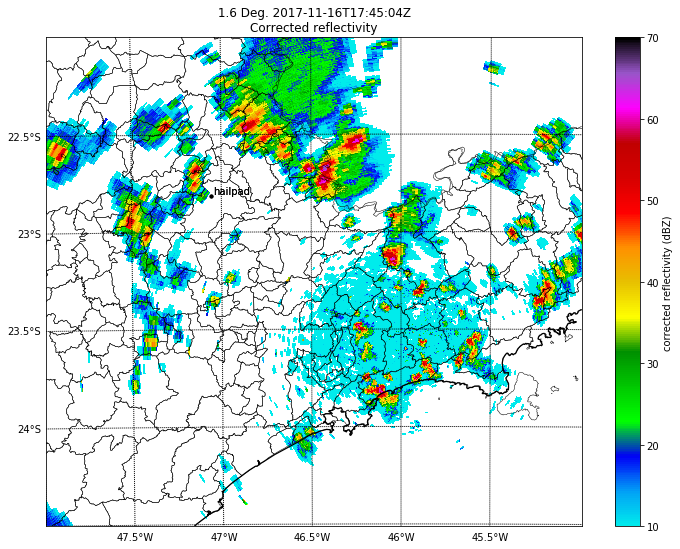 1.6 Deg. 2017-11-16T17:45:04Z
Corrected reflectivity
22.5°S
23°S
23.5°S
24°S
47.5°W
47°W
46.5°W
46°W
45.5°W
hailpad
70
60
50
40
30
20
10
corrected reflectivity (dBZ)